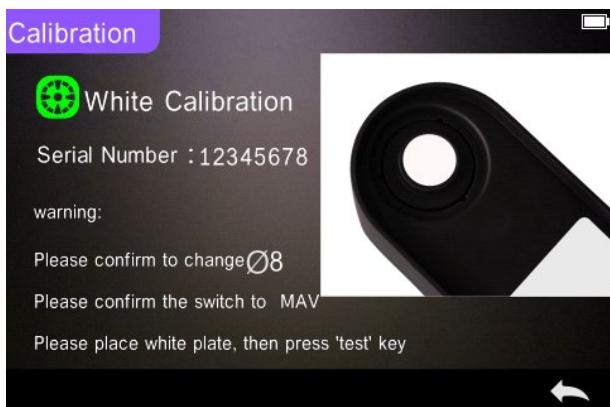 Calibration
White Calibration
Serial Number :12345678
warning:
Please confirm to change Ø8
Please confirm the switch to MAV
Please place white plate, then press 'test' key